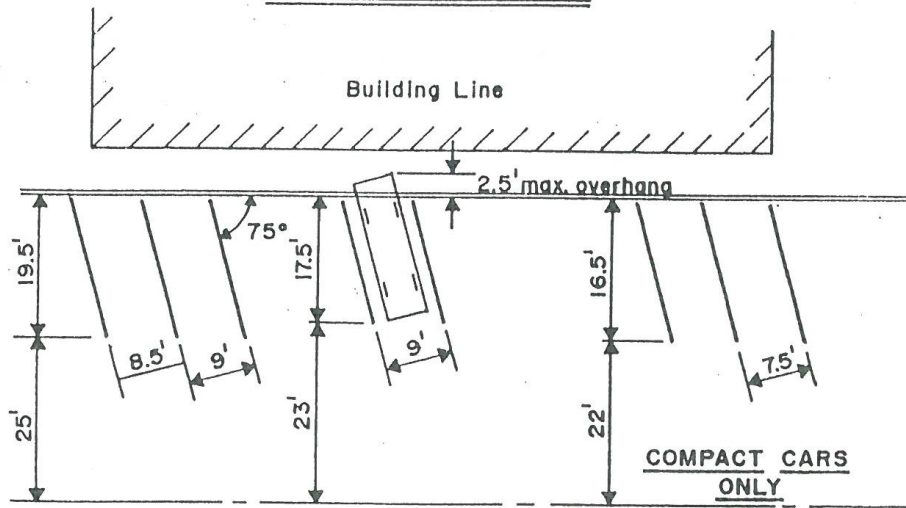 Building Line
2.5' max. overhang
75°
19.5'
17.5'
16.5'
8.5'
9'
9'
7.5'
25'
23'
22'
COMPACT CARS
ONLY